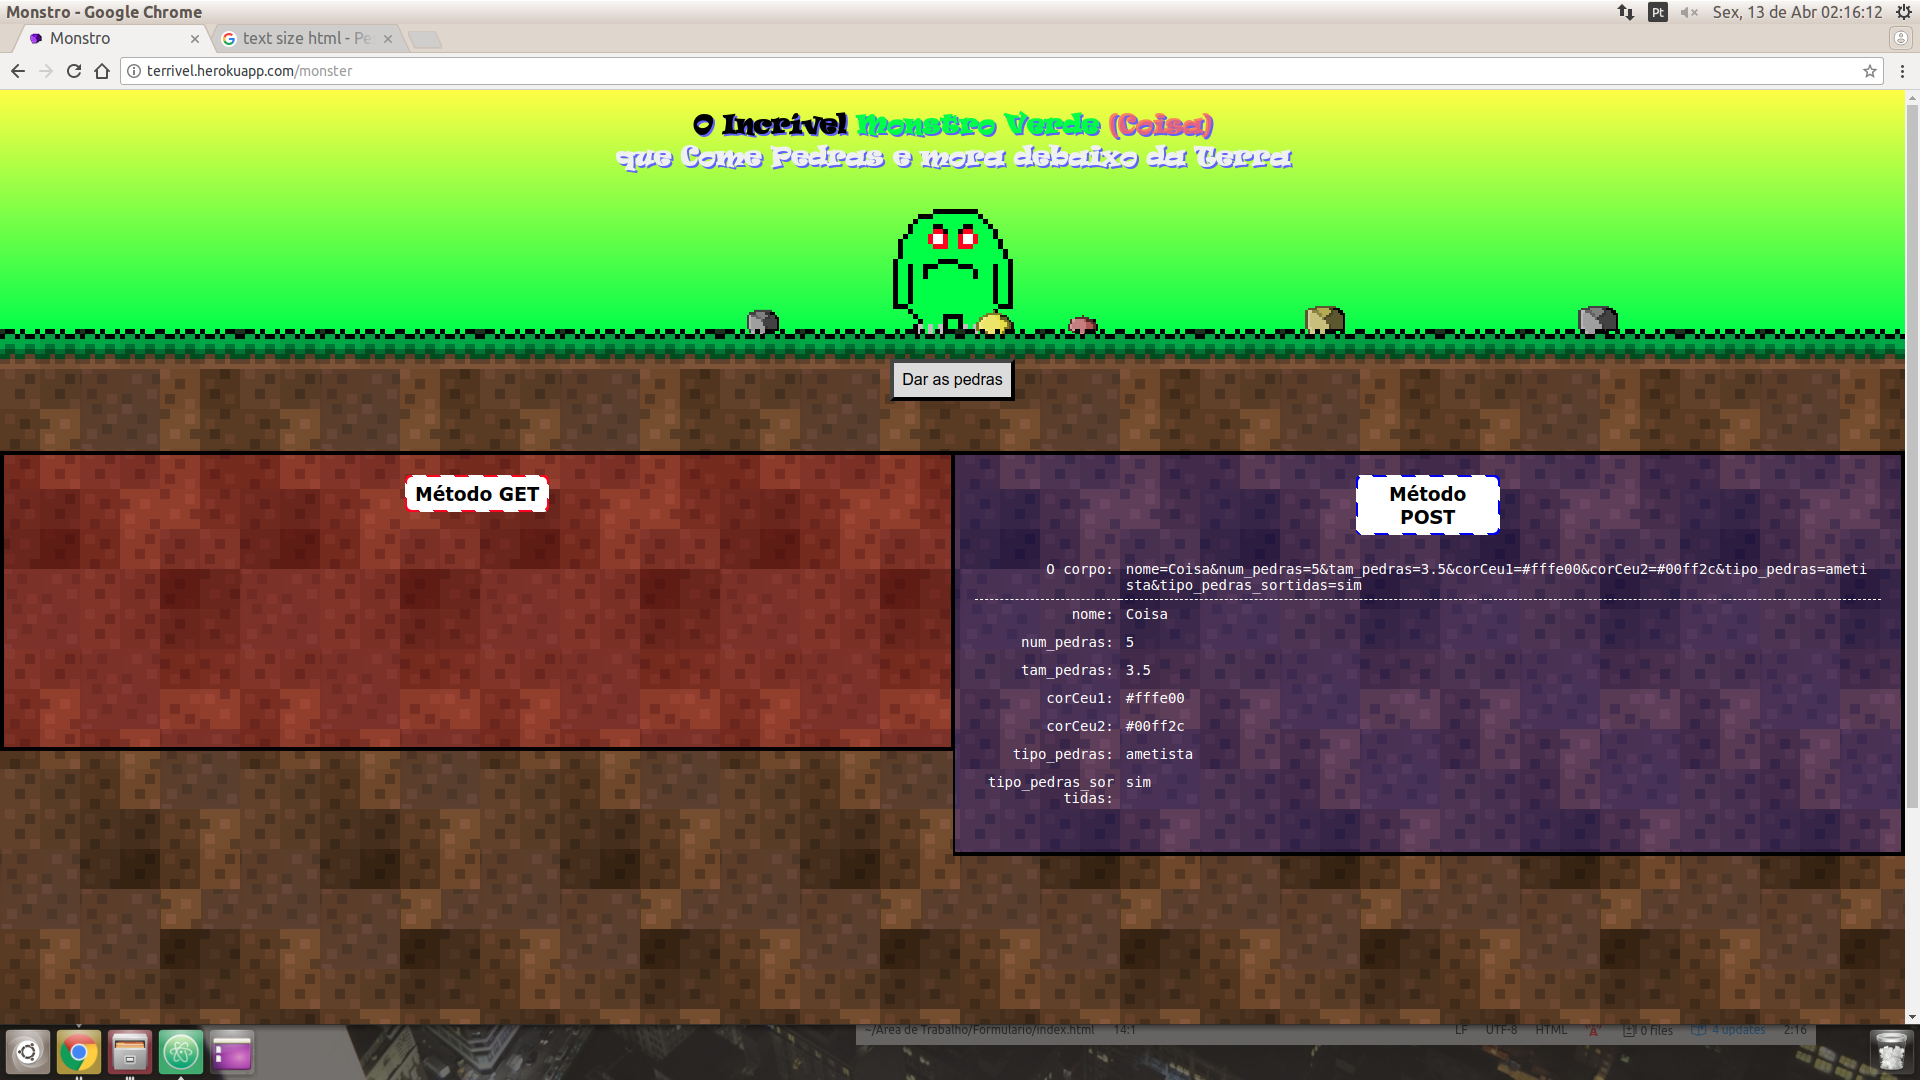 Monstro - Google Chrome
Pt
Sex, 13 de Abr 02:16:12
Monstro
text size html - Pe
terrivel.herokuapp.com/monster
O Incrivel Monstro Verde (Coisa)
que Come Pedras e mora debaixo da Terra
Dar as pedras
Método GET
Método
POST
O corpo: nome=Coisa&num_pedras=5&tam_pedras=3.5&corCeu1=#fffe00&corCeu2=#00ff2c&tipo_pedras=ameti
sta&tipo_pedras_sortidas=sim
nome: Coisa
num_pedras: 5
tam_pedras: 3.5
corCeu1: #fffe00
corCeu2: #00ff2c
tipo_pedras: ametista
tipo_pedras_sor sim
tidas:
~/Área de Trabalho/Formulario/index.html 14:1 LF UTF-8 HTML 0 files 4 updates 2:16